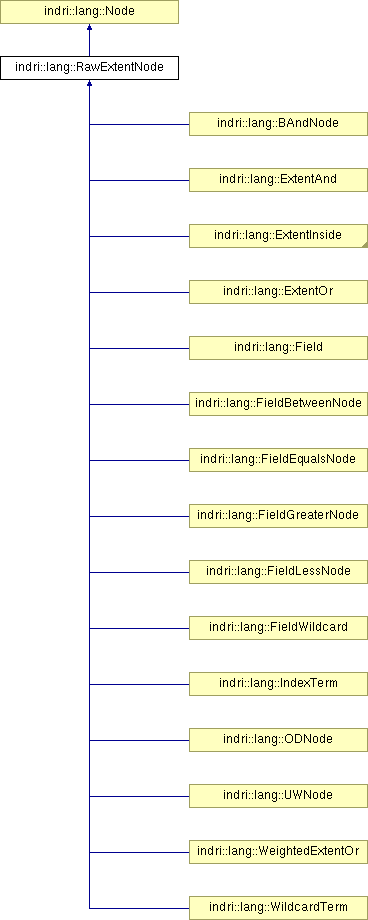 indri::lang::Node
indri::lang::RawExtentNode
indri::lang::BAndNode
indri::lang::ExtentAnd
indri::lang::ExtentInside
indri::lang::ExtentOr
indri::lang::Field
indri::lang::FieldBetweenNode
indri::lang::FieldEqualsNode
indri::lang::FieldGreaterNode
indri::lang::FieldLessNode
indri::lang::FieldWildcard
indri::lang::IndexTerm
indri::lang::ODNode
indri::lang::UWNode
indri::lang::WeightedExtentOr
indri::lang::WildcardTerm